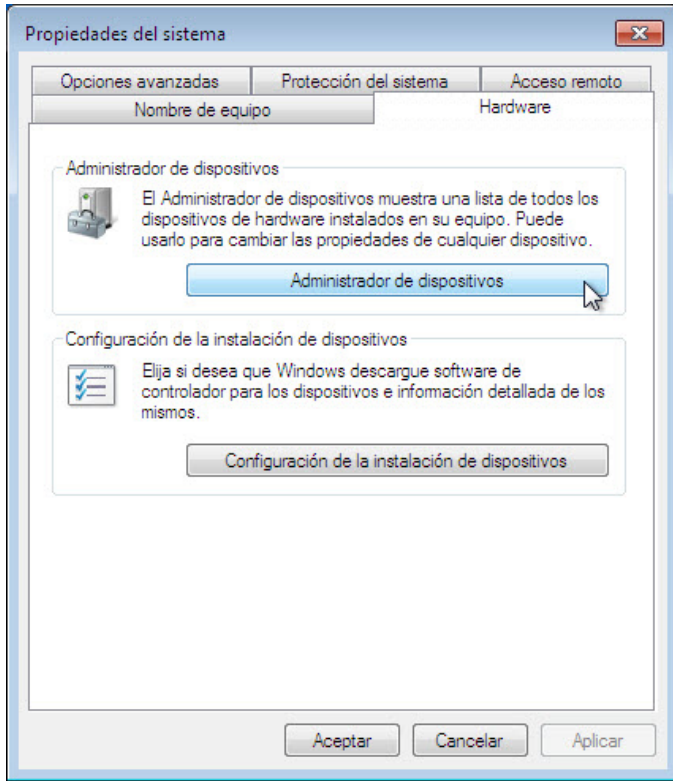 Propiedades del sistema
Opciones avanzadas
Protección del sistema
Acceso remoto
Nombre de equipo
Hardware
Administrador de dispositivos
El Administrador de dispositivos muestra una lista de todos los
dispositivos de hardware instalados en su equipo. Puede
usarlo para cambiar las propiedades de cualquier dispositivo.
Administrador de dispositivos
Configuración de la instalación de dispositivos
Elija si desea que Windows descargue software de
controlador para los dispositivos e información detallada de los
mismos.
Configuración de la instalación de dispositivos
Aceptar
Cancelar
Aplicar